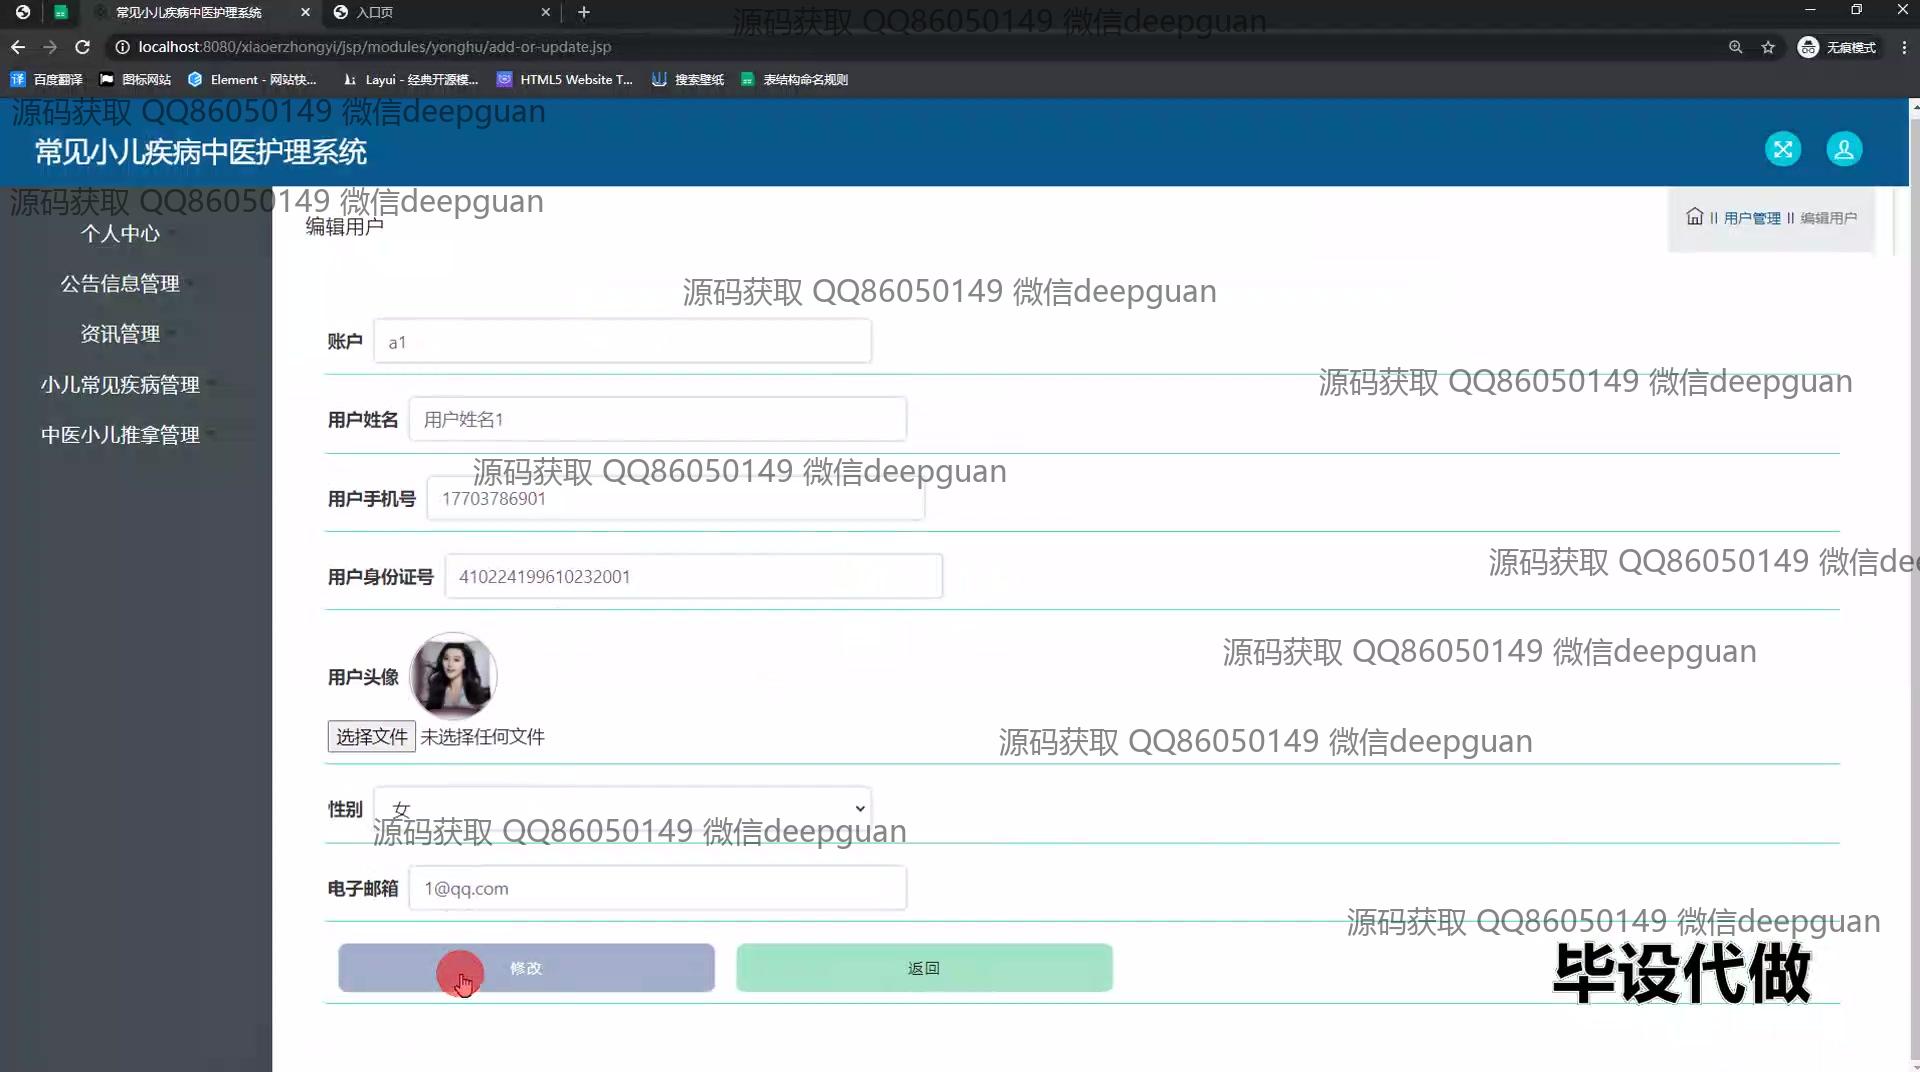 常见小儿疾病中医护理系统
入口页
源码获取 QQ86050149 微信deepguan
localhost:8080/xiaoerzhongyi/jsp/modules/yonghu/add-or-update.jsp
无痕模式
百度翻译 图标网站 Element - 网站快... Layui - 经典开源模... HTML5 Website T... 搜索壁纸 表结构命名规则
源码获取 QQ86050149 微信deepguan
常见小儿疾病中医护理系统
源码获取 QQ86050149 微信deepguan
编辑用户
II 用户管理 II 编辑用户
个人中心
公告信息管理
资讯管理
小儿常见疾病管理
中医小儿推拿管理
源码获取 QQ86050149 微信deepguan
账户 a1
源码获取 QQ86050149 微信deepguan
用户姓名 用户姓名1
源码获取 QQ86050149 微信deepguan
用户手机号 17703786901
源码获取 QQ86050149 微信dee
用户身份证号 410224199610232001
源码获取 QQ86050149 微信deepguan
用户头像
选择文件 未选择任何文件
源码获取 QQ86050149 微信deepguan
性别 女
源码获取 QQ86050149 微信deepguan
电子邮箱 1@qq.com
源码获取 QQ86050149 微信deepguan
修改 返回
毕设代做